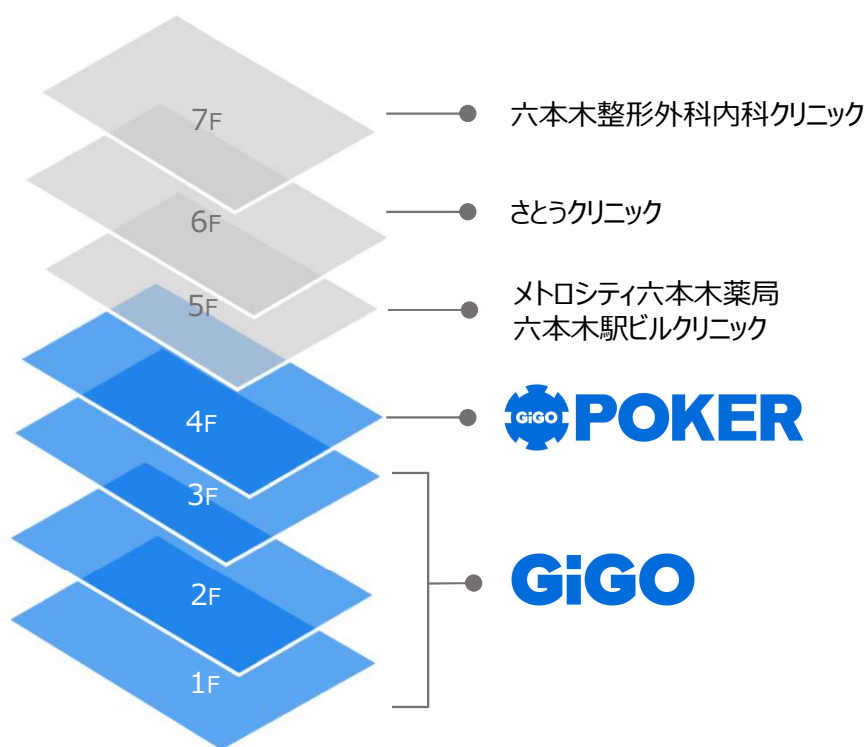 7F
六本木整形外科内科クリニック
6F
さとうクリニック
5F
メトロシティ六本木薬局
六本木駅ビルクリニック
4F
GiGO POKER
3F
GiGO
2F
1F